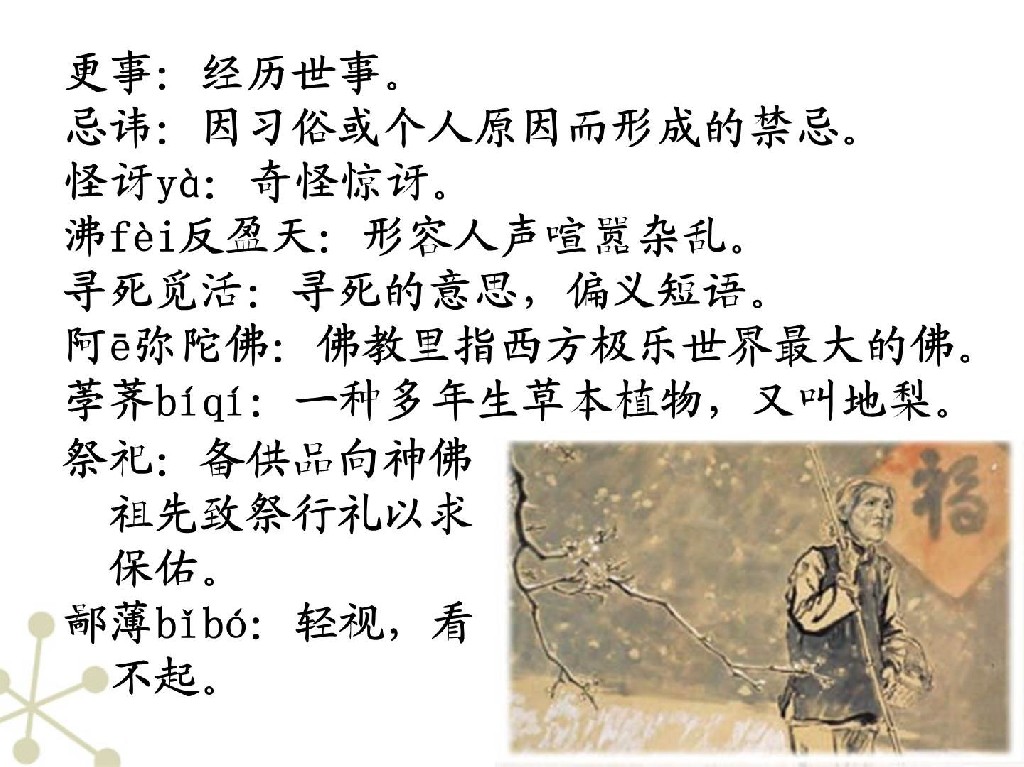 更事：经历世事。
忌讳：因习俗或个人原因而形成的禁忌。
怪讶yà：奇怪惊讶。
沸fèi反盈天：形容人声喧嚣杂乱。
寻死觅活：寻死的意思，偏义短语。
阿ē弥陀佛：佛教里指西方极乐世界最大的佛。
荸荠bíqí：一种多年生草本植物，又叫地梨。
祭祀：备供品向神佛
祖先致祭行礼以求
保佑。
鄙薄bǐbó：轻视，看
不起。
福